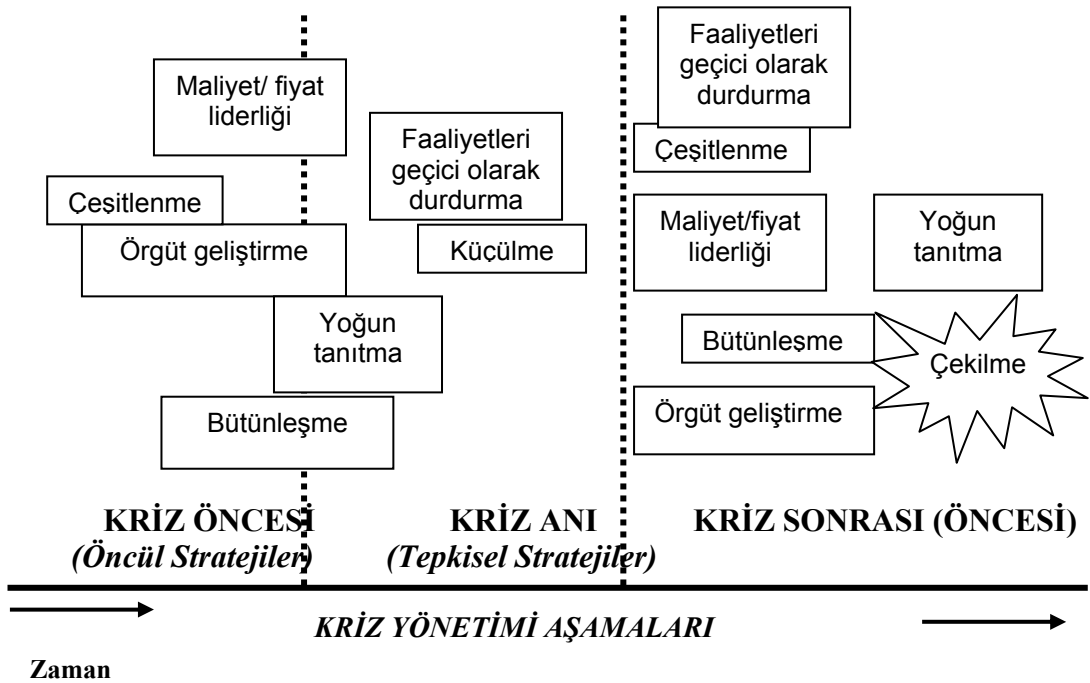 Maliyet/ fiyat
liderliği
Çeşitlenme
Örgüt geliştirme
Yoğun
tanıtma
Bütünleşme
Faaliyetleri
geçici olarak
durdurma
Küçülme
Faaliyetleri
geçici olarak
durdurma
Çeşitlenme
Maliyet/fiyat
liderliği
Yoğun
tanıtma
Bütünleşme
Çekilme
Örgüt geliştirme
KRİZ ÖNCESİ
(Öncül Stratejiler)
KRİZ ANI
(Tepkisel Stratejiler)
KRİZ SONRASI (ÖNCESİ)
KRİZ YÖNETİMİ AŞAMALARI
Zaman